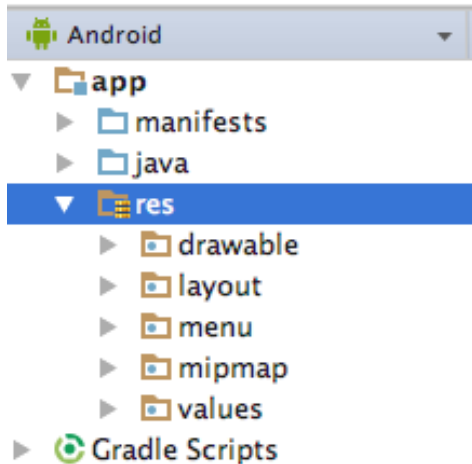 Android
app
manifests
java
res
drawable
layout
menu
mipmap
values
Gradle Scripts